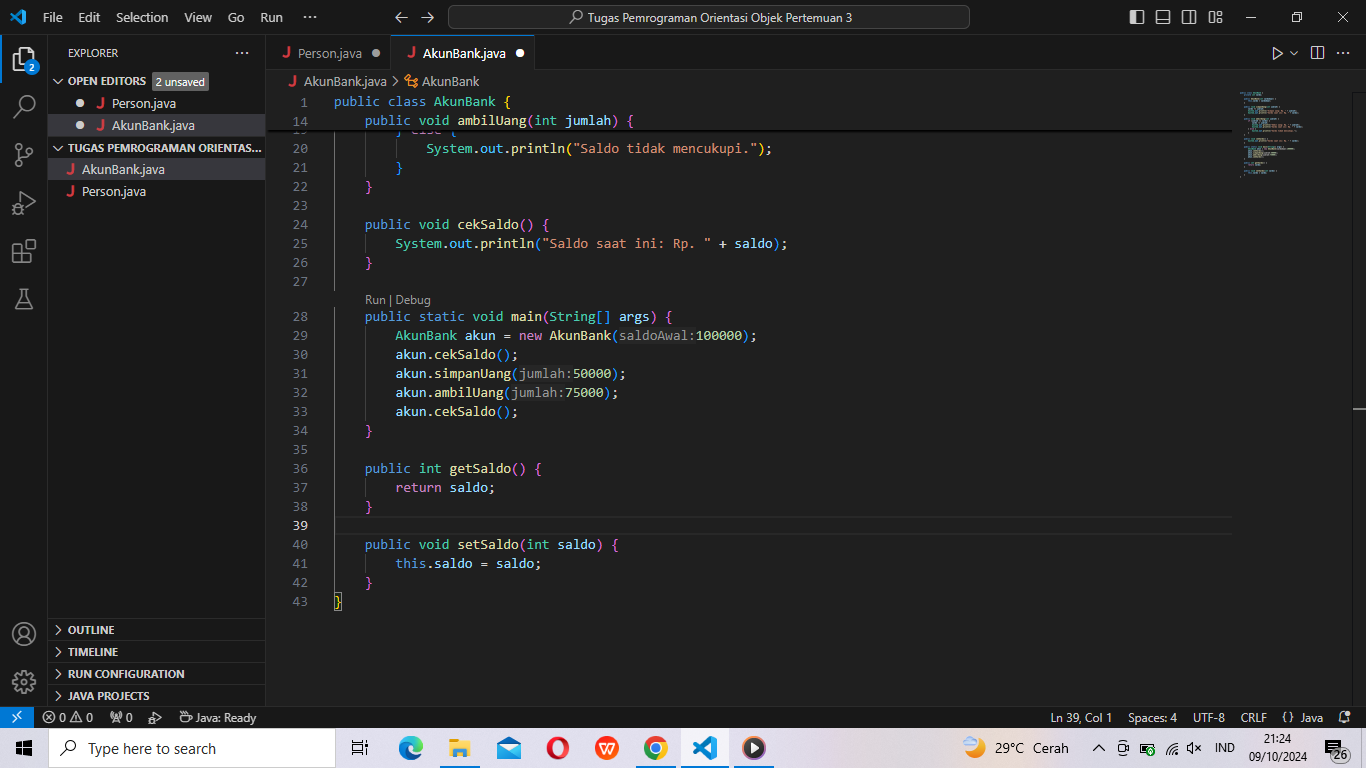 File Edit Selection View Go Run ··· Tugas Pemrograman Orientasi Objek Pertemuan 3
EXPLORER ···
OPEN EDITORS 2 unsaved
J Person.java
J AkunBank.java
TUGAS PEMROGRAMAN ORIENTAS...
J AkunBank.java
J Person.java
OUTLINE
TIMELINE
RUN CONFIGURATION
JAVA PROJECTS
2
J Person.java J AkunBank.java
J AkunBank.java > AkunBank
1 public class AkunBank {
14 public void ambilUang(int jumlah) {
19 } else {
20 System.out.println("Saldo tidak mencukupi.");
21 }
22 }
23
24 public void cekSaldo() {
25 System.out.println("Saldo saat ini: Rp. " + saldo);
26 }
27
Run | Debug
28 public static void main(String[] args) {
29 AkunBank akun = new AkunBank(saldoAwal:100000);
30 akun.cekSaldo();
31 akun.simpanUang(jumlah:50000);
32 akun.ambilUang(jumlah:75000);
33 akun.cekSaldo();
34 }
35
36 public int getSaldo() {
37 return saldo;
38 }
39
40 public void setSaldo(int saldo) {
41 this.saldo = saldo;
42 }
43 }
0 0 0 Java: Ready Ln 39, Col 1 Spaces: 4 UTF-8 CRLF {} Java
Type here to search 29°C Cerah IND 21:24
09/10/2024 26